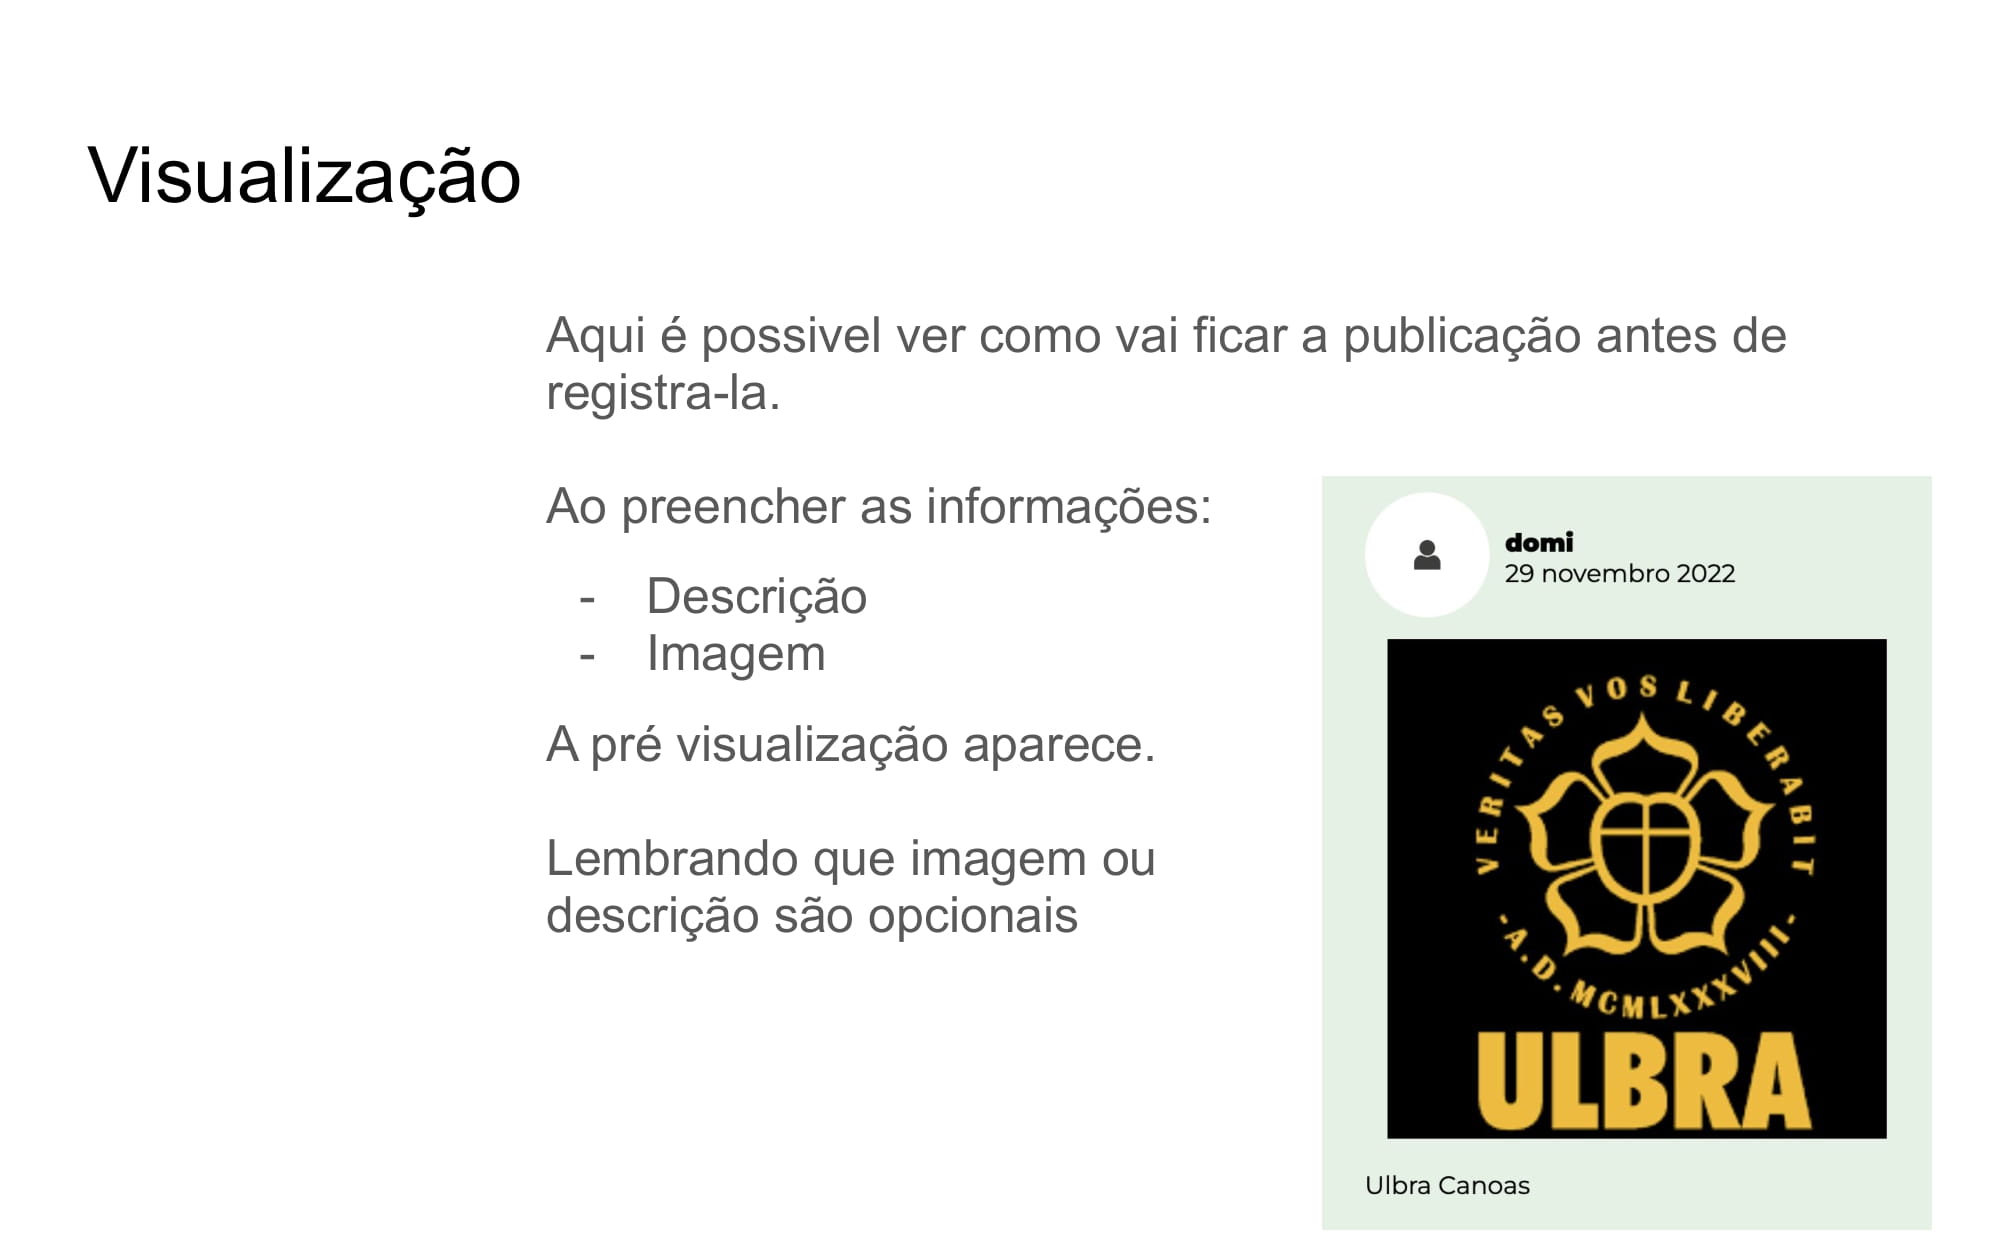 Visualização
Aqui é possivel ver como vai ficar a publicação antes de
registra-la.
Ao preencher as informações:
- Descrição
- Imagem
A pré visualização aparece.
Lembrando que imagem ou
descrição são opcionais
domi
29 novembro 2022
VERITAS VOS LIBERABIT
- A.D. MCMLXXXVIII -
ULBRA
Ulbra Canoas